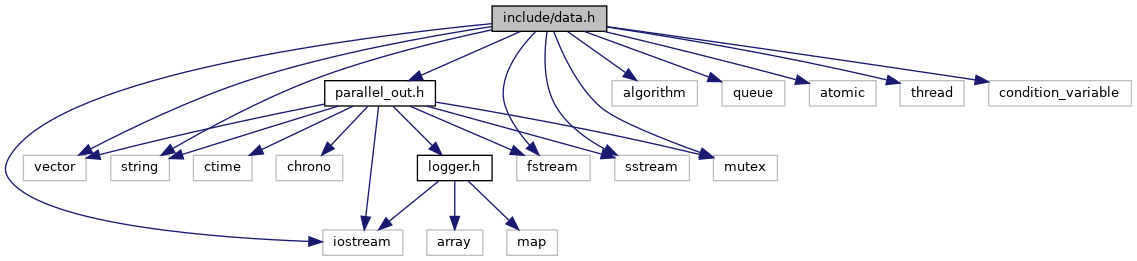 include/data.h
parallel_out.h
algorithm
queue
atomic
thread
condition_variable
vector
string
ctime
chrono
logger.h
fstream
sstream
mutex
iostream
array
map